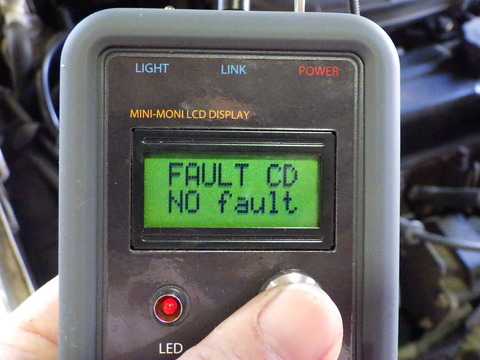 LIGHT LINK POWER
MINI-MONI LCD DISPLAY
FAULT CD
NO fault
LED